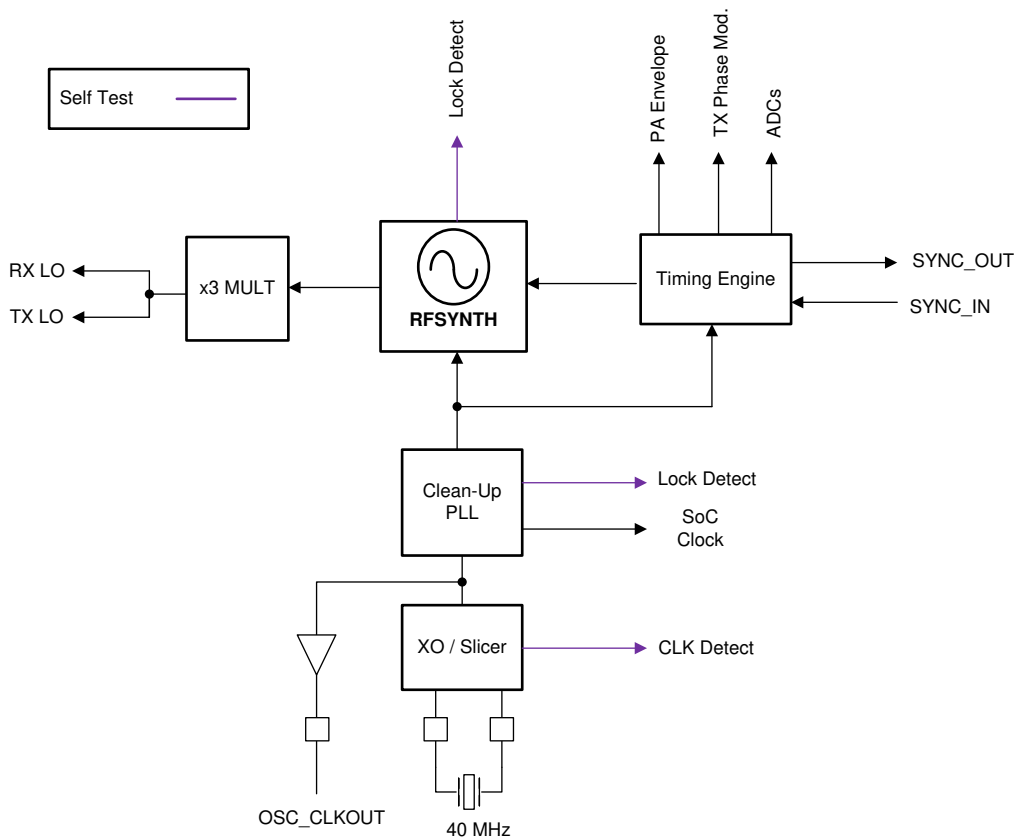 Lock Detect
PA Envelope
TX Phase Mod.
ADCs
Self Test
RX LO
TX LO
x3 MULT
RFSYNTH
Timing Engine
SYNC_OUT
SYNC_IN
Clean-Up
PLL
Lock Detect
SoC
Clock
XO / Slicer
CLK Detect
OSC_CLKOUT
40 MHz